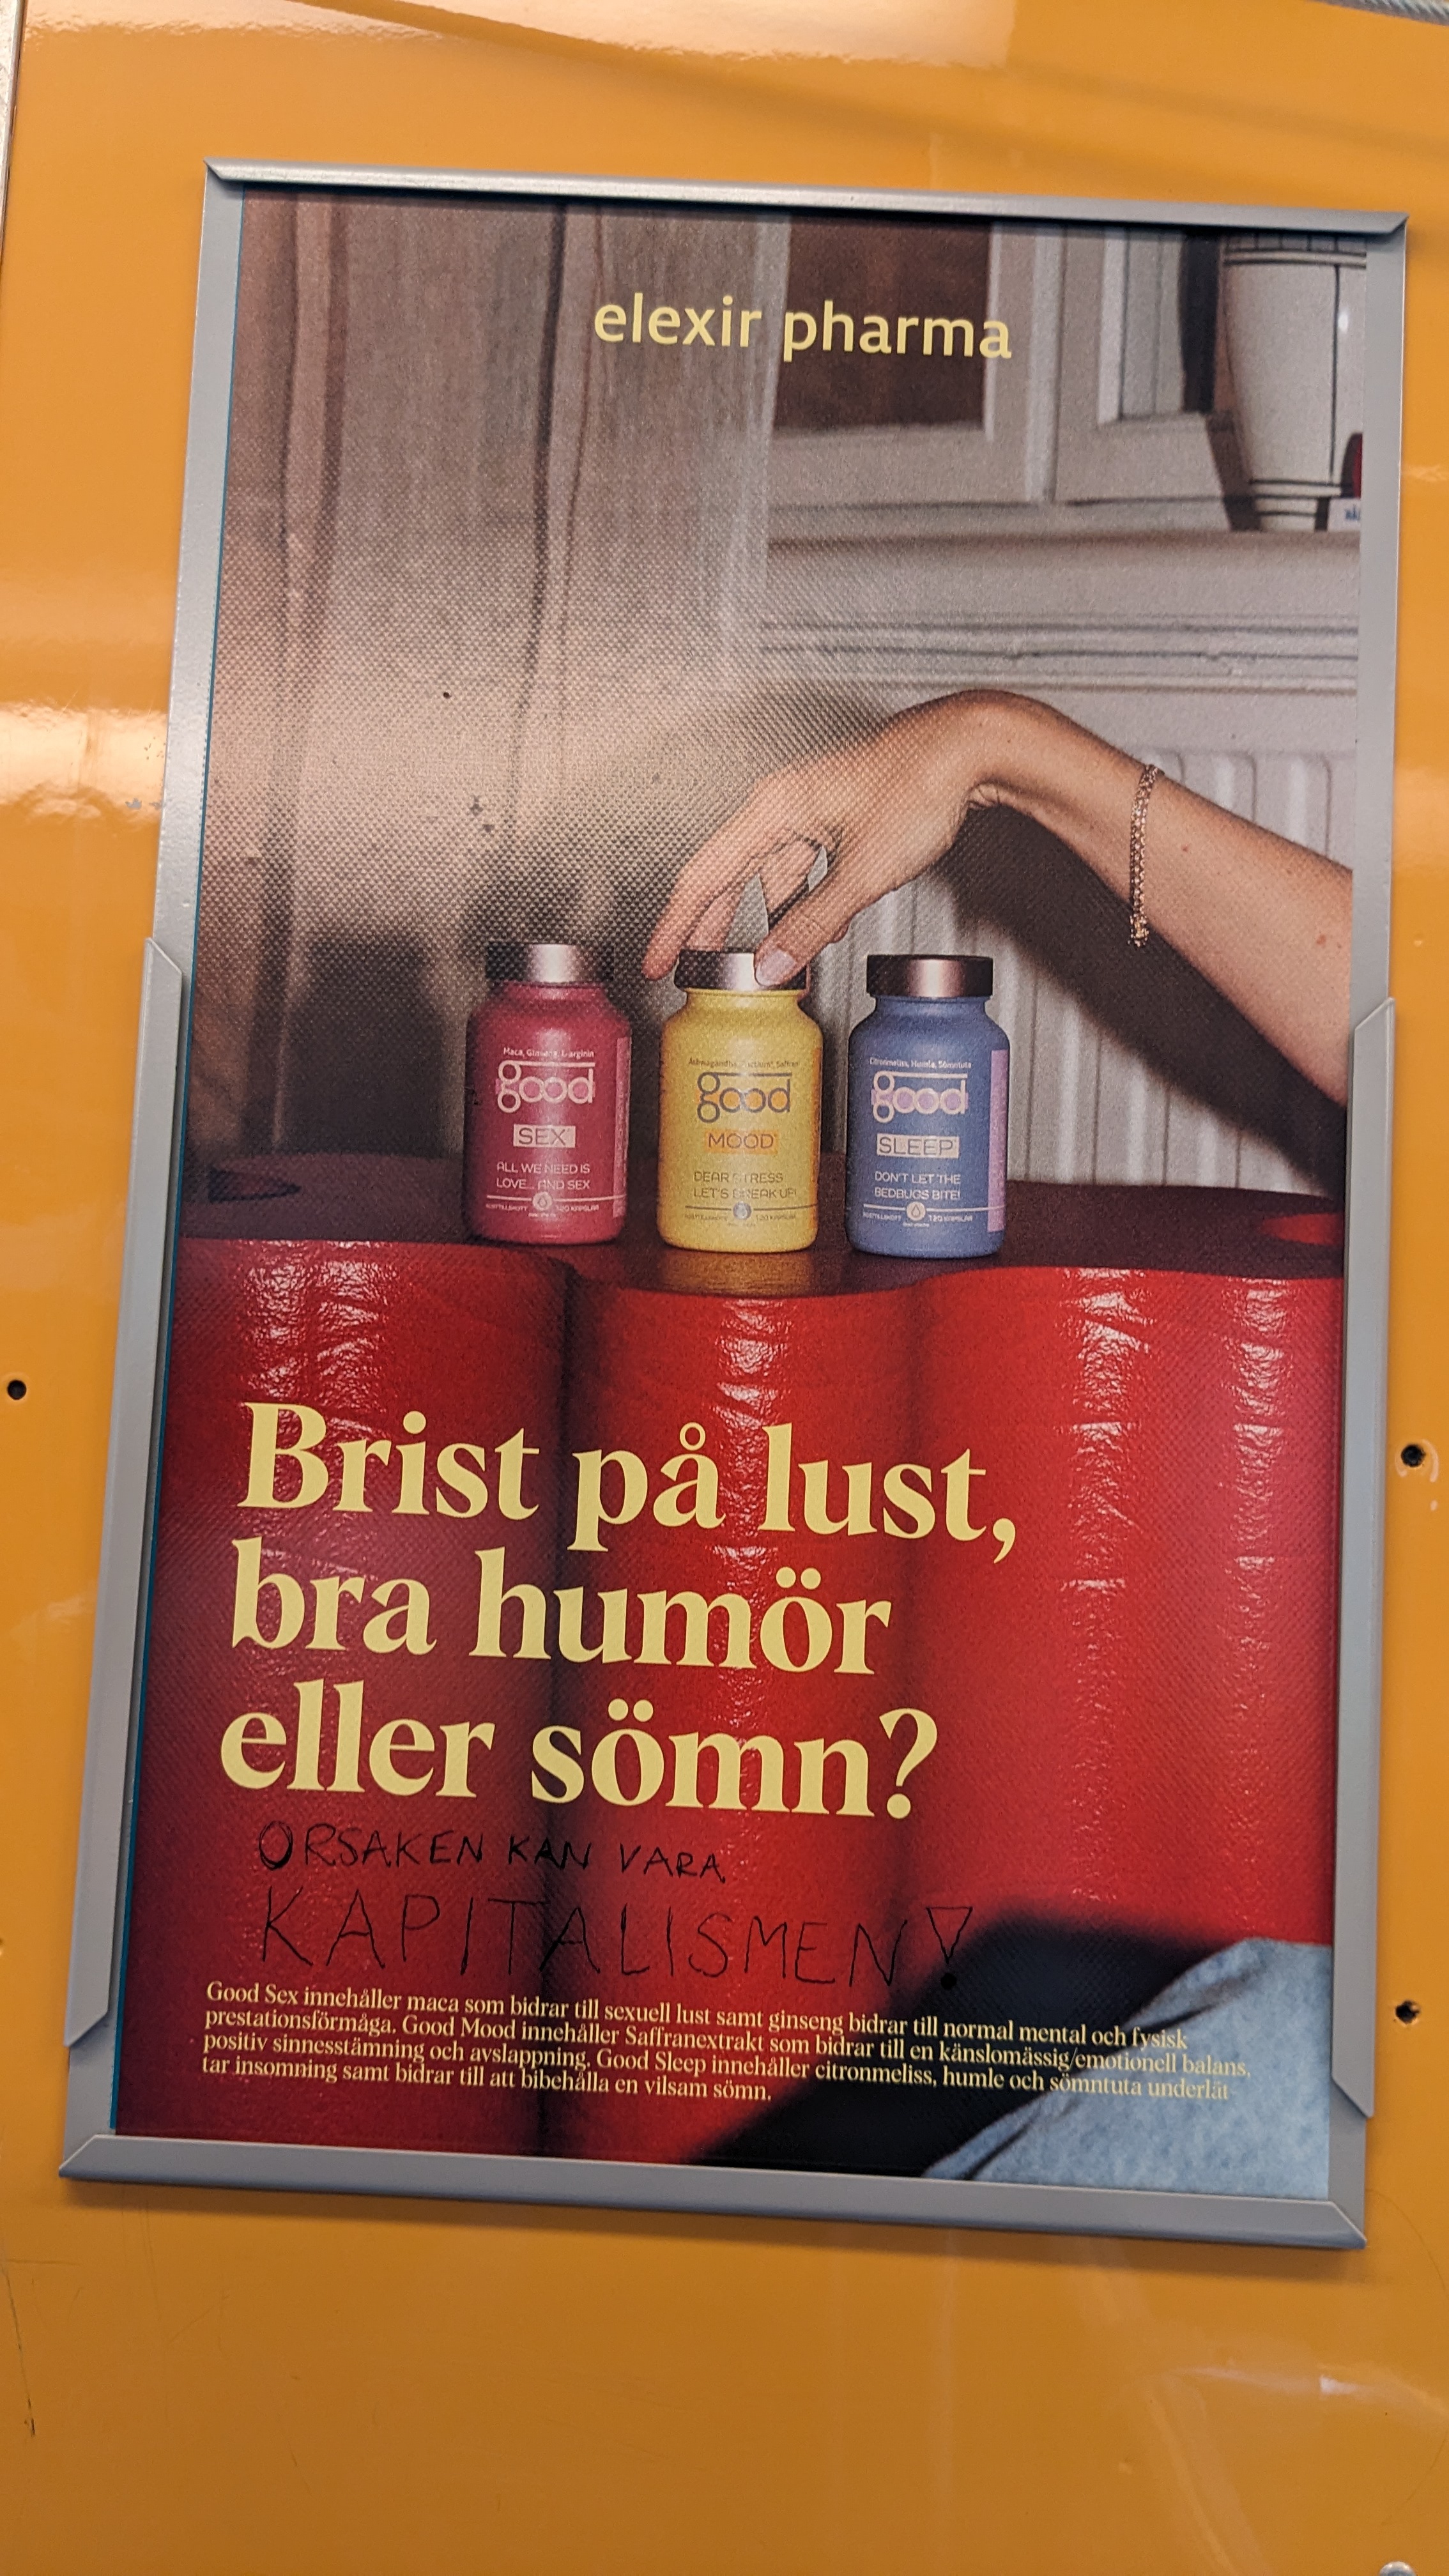 elexir pharma
Maca, Ginseng, L-arginin
good
SEX
ALL WE NEED IS
LOVE... AND SEX
KOSTTILLSKOTT 120 KAPSLAR
Saffran
good
MOOD
DEAR STRESS
LET'S BREAK UP!
120 KAPSLAR
Citronmeliss, Humle, Sömntuta
good
SLEEP
DON'T LET THE
BEDBUGS BITE!
KOSTTILLSKOTT 120 KAPSLAR
Brist på lust,
bra humör
eller sömn?
ORSAKEN KAN VARA
KAPITALISMEN!
Good Sex innehåller maca som bidrar till sexuell lust samt ginseng bidrar till normal mental och fysisk
prestationsförmåga. Good Mood innehåller Saffranextrakt som bidrar till en känslomässig/emotionell balans,
positiv sinnesstämning och avslappning. Good Sleep innehåller citronmeliss, humle och sömntuta underlät-
tar insomning samt bidrar till att bibehålla en vilsam sömn.